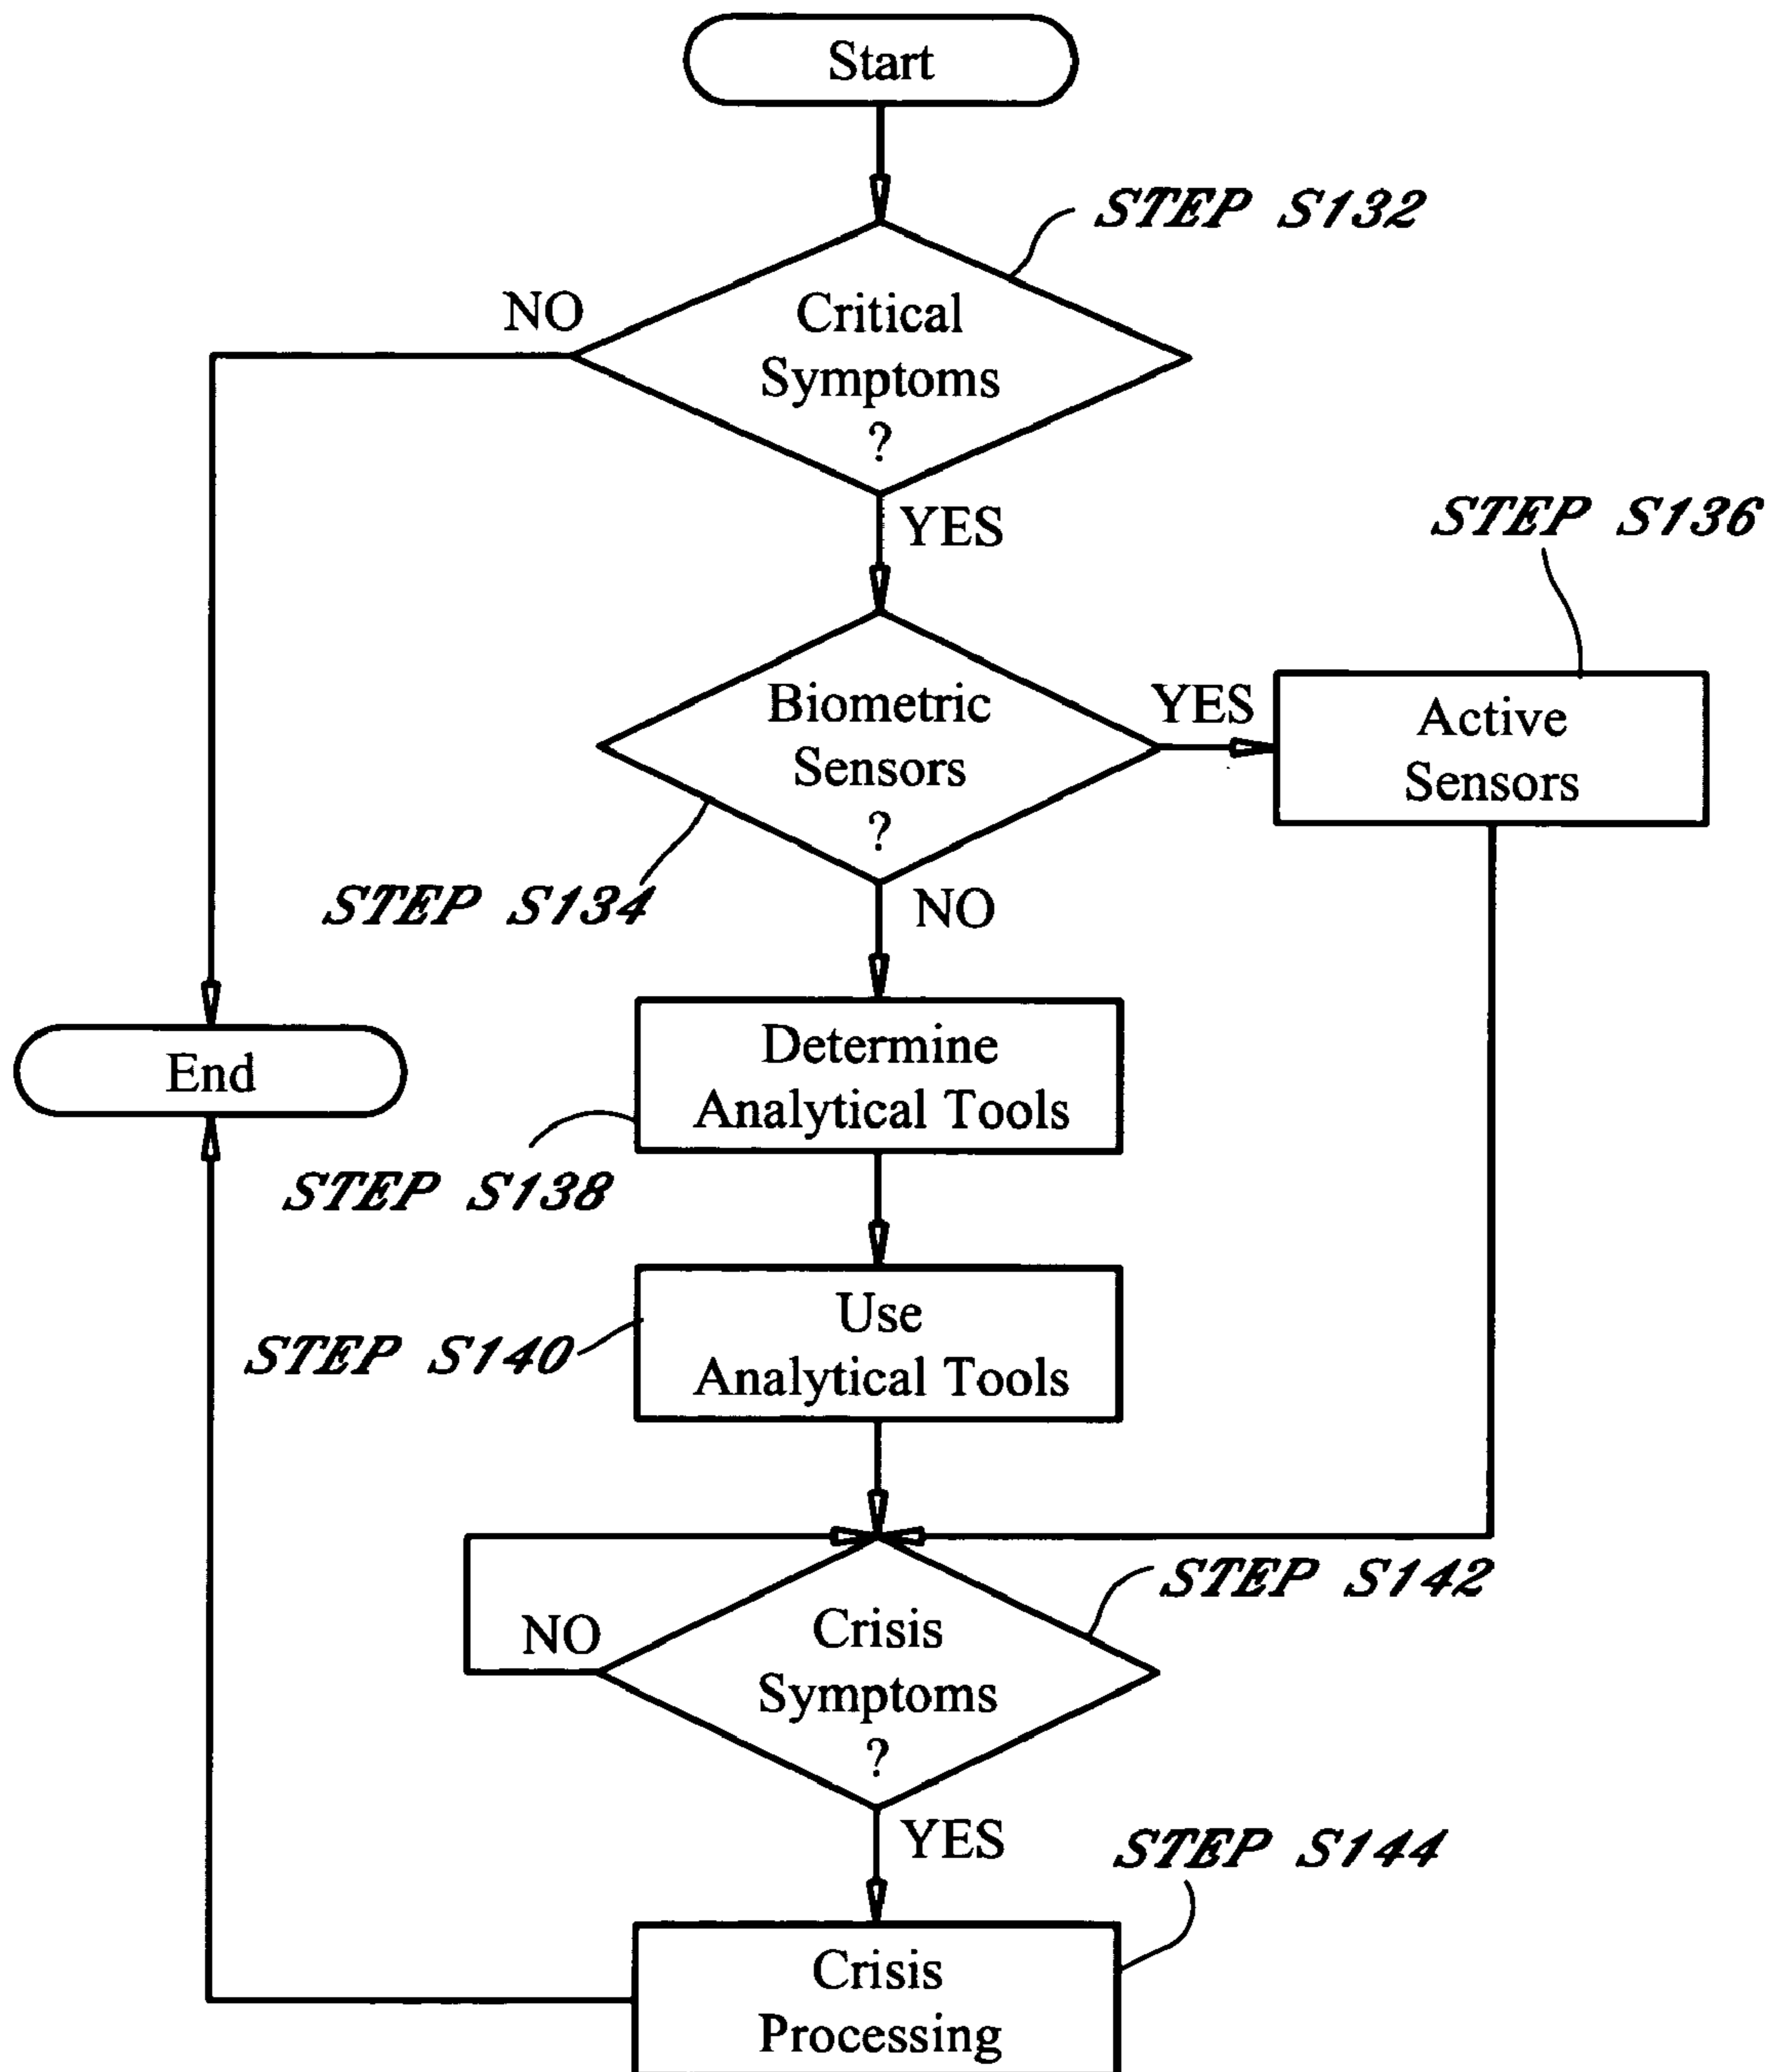 Start
STEP S132
NO
Critical
Symptoms
?
YES
STEP S136
Biometric
Sensors
?
YES
Active
Sensors
STEP S134
NO
Determine
Analytical Tools
End
STEP S138
Use
Analytical Tools
STEP S140
STEP S142
NO
Crisis
Symptoms
?
YES
STEP S144
Crisis
Processing